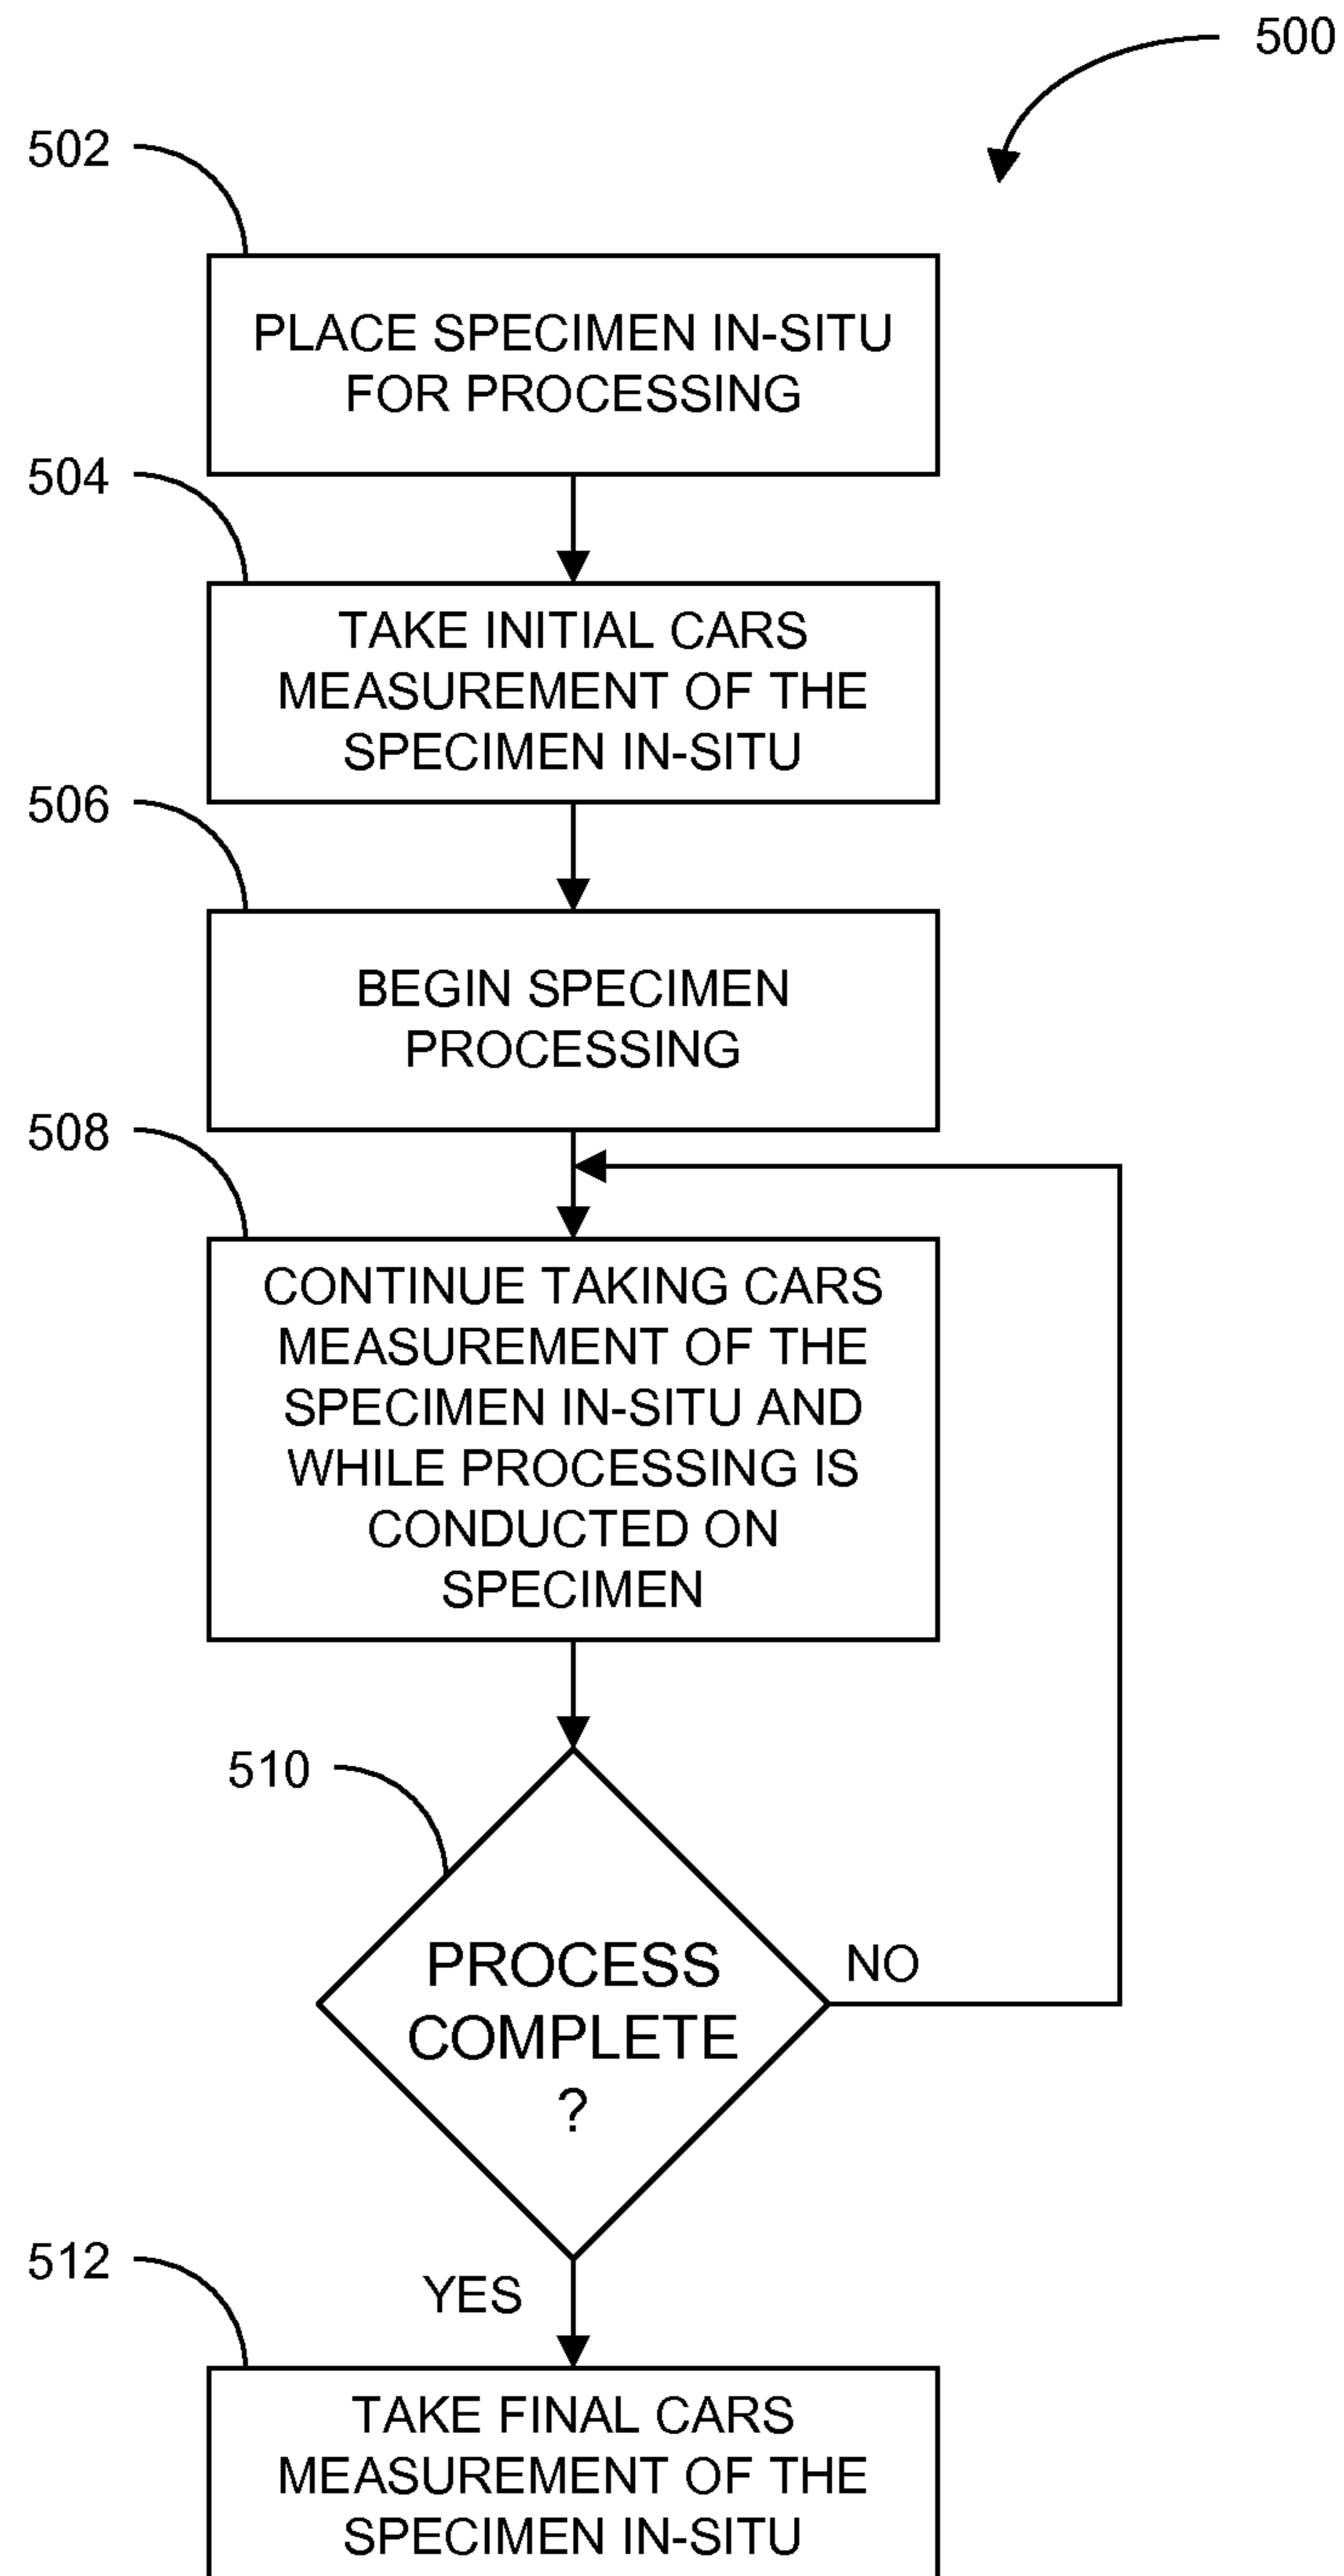 500
502
PLACE SPECIMEN IN-SITU
FOR PROCESSING
504
TAKE INITIAL CARS
MEASUREMENT OF THE
SPECIMEN IN-SITU
506
BEGIN SPECIMEN
PROCESSING
508
CONTINUE TAKING CARS
MEASUREMENT OF THE
SPECIMEN IN-SITU AND
WHILE PROCESSING IS
CONDUCTED ON
SPECIMEN
510
PROCESS
COMPLETE
?
NO
YES
512
TAKE FINAL CARS
MEASUREMENT OF THE
SPECIMEN IN-SITU